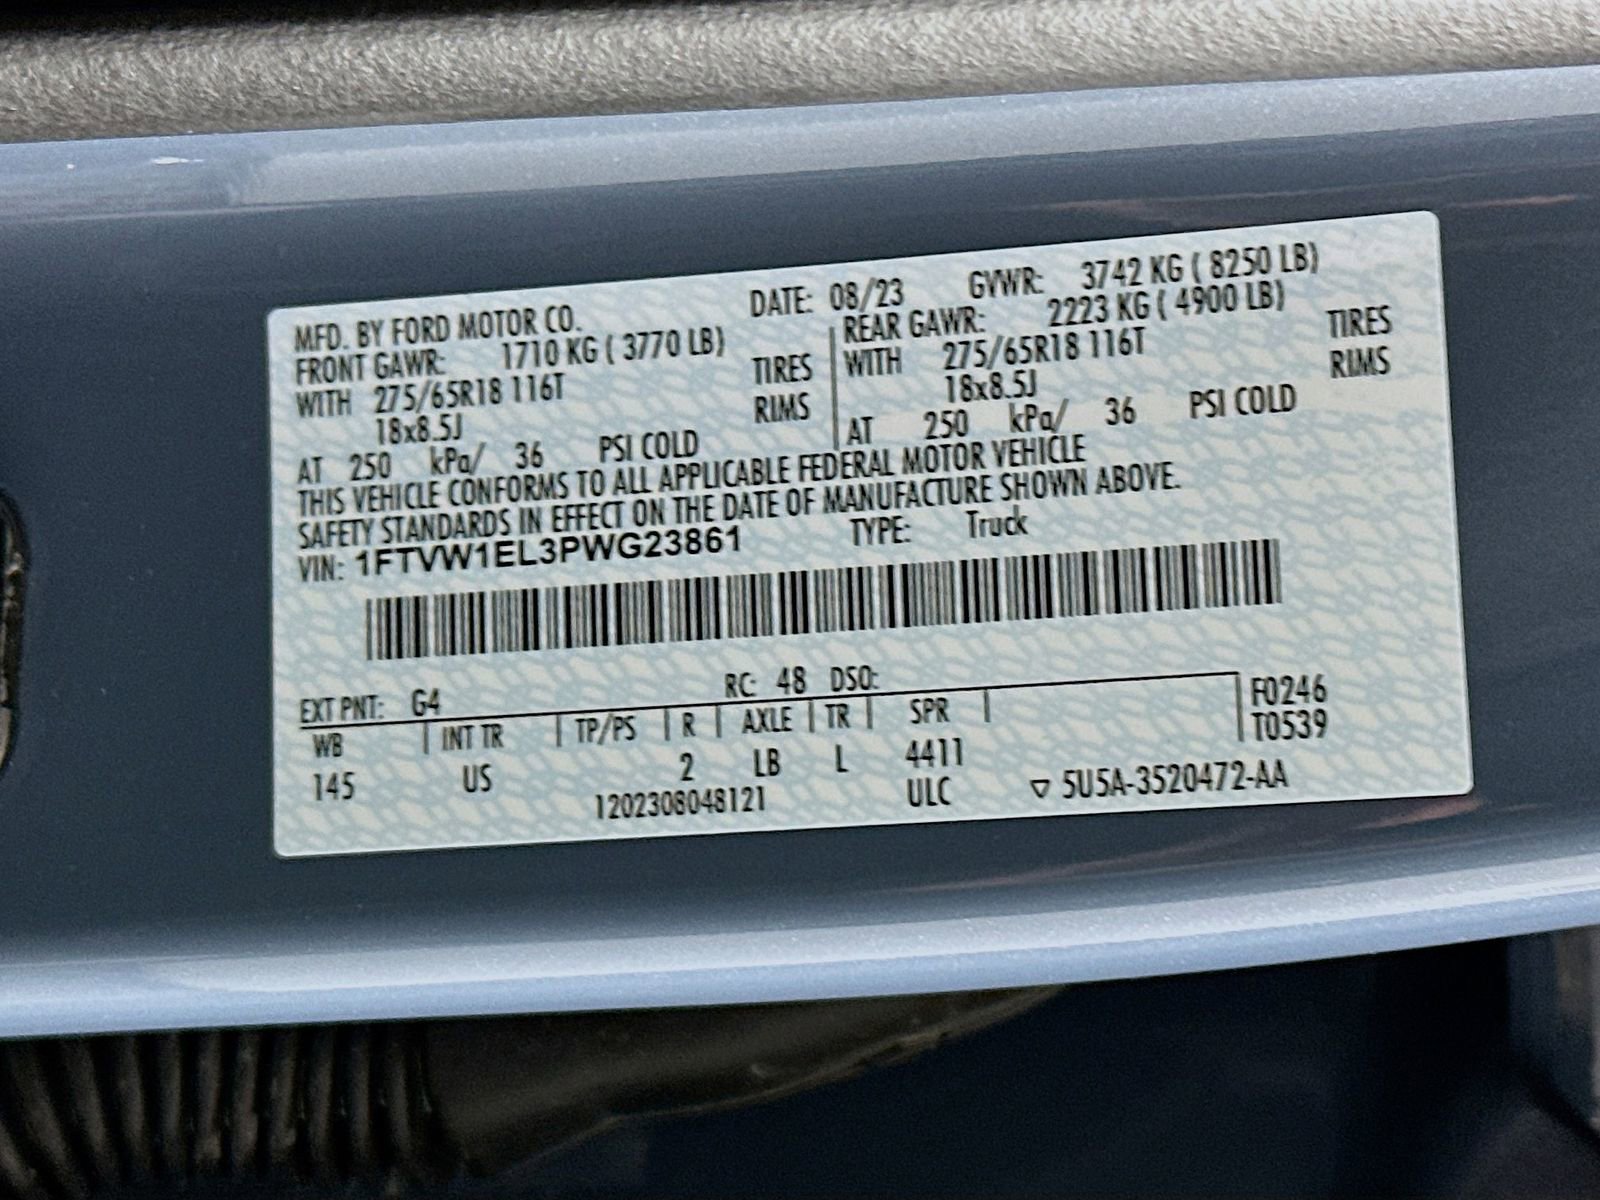 MFD. BY FORD MOTOR CO. DATE: 08/23 GVWR: 3742 KG ( 8250 LB)
FRONT GAWR: 1710 KG ( 3770 LB)
WITH 275/65R18 116T TIRES
18x8.5J RIMS
AT 250 kPa/ 36 PSI COLD
REAR GAWR: 2223 KG ( 4900 LB)
WITH 275/65R18 116T TIRES
18x8.5J RIMS
AT 250 kPa/ 36 PSI COLD
THIS VEHICLE CONFORMS TO ALL APPLICABLE FEDERAL MOTOR VEHICLE
SAFETY STANDARDS IN EFFECT ON THE DATE OF MANUFACTURE SHOWN ABOVE.
VIN: 1FTVW1EL3PWG23861 TYPE: Truck
EXT PNT: G4 RC: 48 DSO:
WB INT TR TP/PS R AXLE TR SPR
145 US 2 LB L 4411
1202308048121 ULC ▽ 5U5A-3520472-AA
F0246
T0539